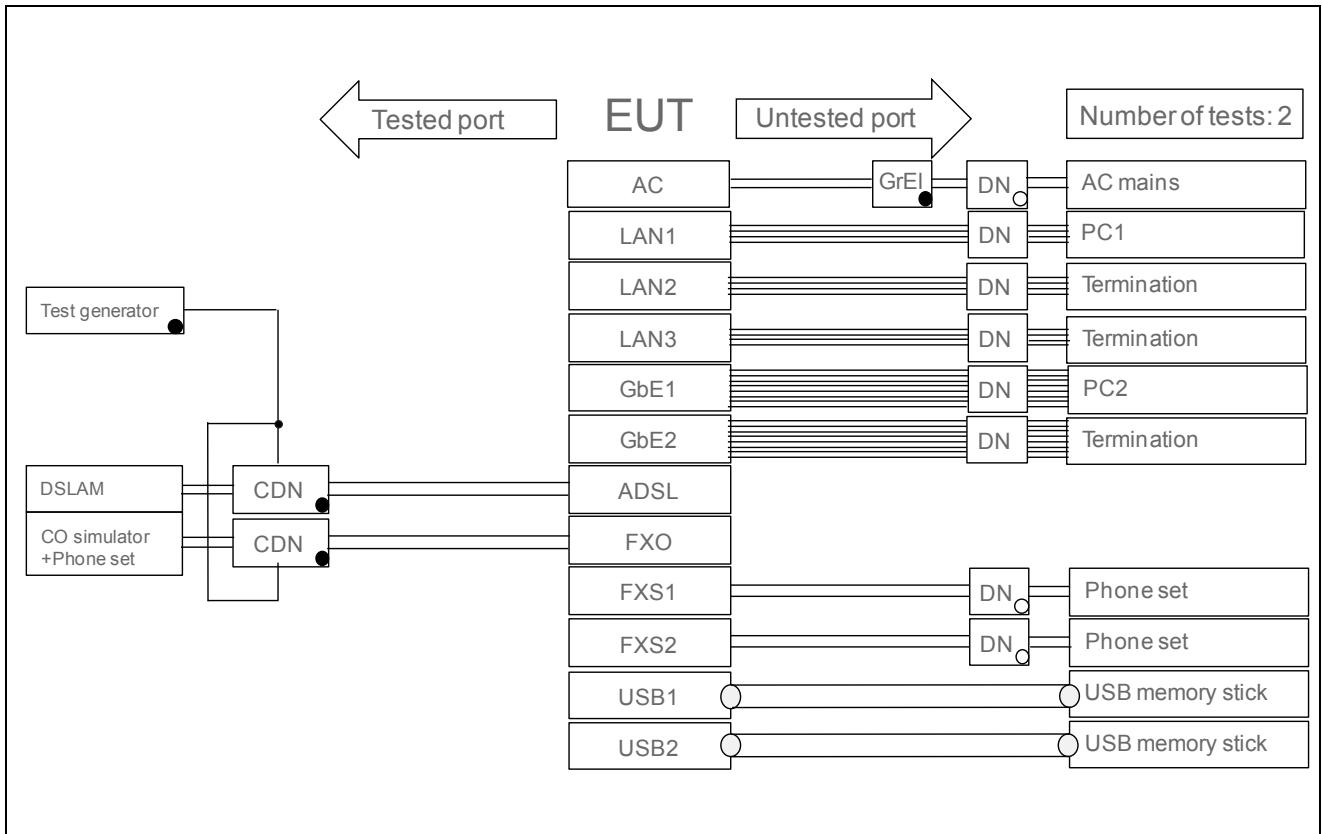 Tested port
EUT
Untested port
Number of tests: 2
AC
GrEl
DN
AC mains
LAN1
DN
PC1
LAN2
DN
Termination
Test generator
LAN3
DN
Termination
GbE1
DN
PC2
GbE2
DN
Termination
DSLAM
CDN
ADSL
CO simulator
+Phone set
CDN
FXO
FXS1
DN
Phone set
FXS2
DN
Phone set
USB1
USB memory stick
USB2
USB memory stick